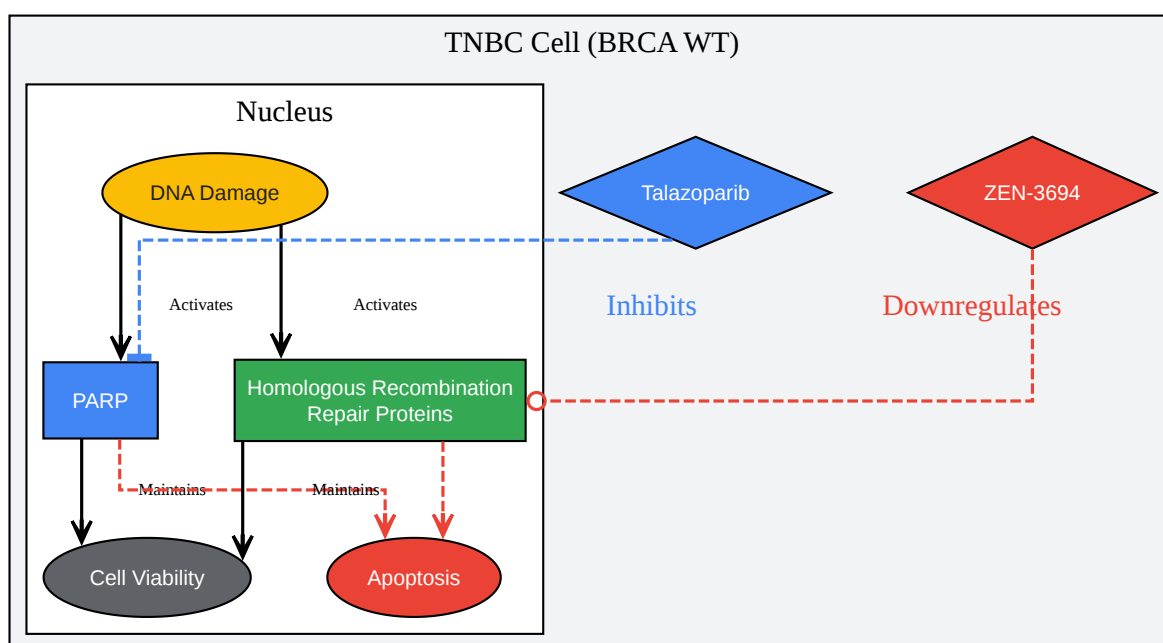 TNBC Cell (BRCA WT)
Nucleus
DNA Damage
Talazoparib
ZEN-3694
Activates
Activates
Inhibits
Downregulates
PARP
Homologous Recombination
Repair Proteins
Maintains
Maintains
Cell Viability
Apoptosis